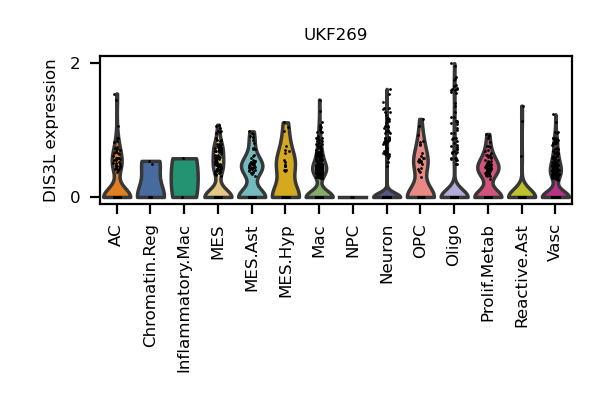 UKF269
DIS3L expression
2
0
AC
Chromatin.Reg
Inflammatory.Mac
MES
MES.Ast
MES.Hyp
Mac
NPC
Neuron
OPC
Oligo
Prolif.Metab
Reactive.Ast
Vasc